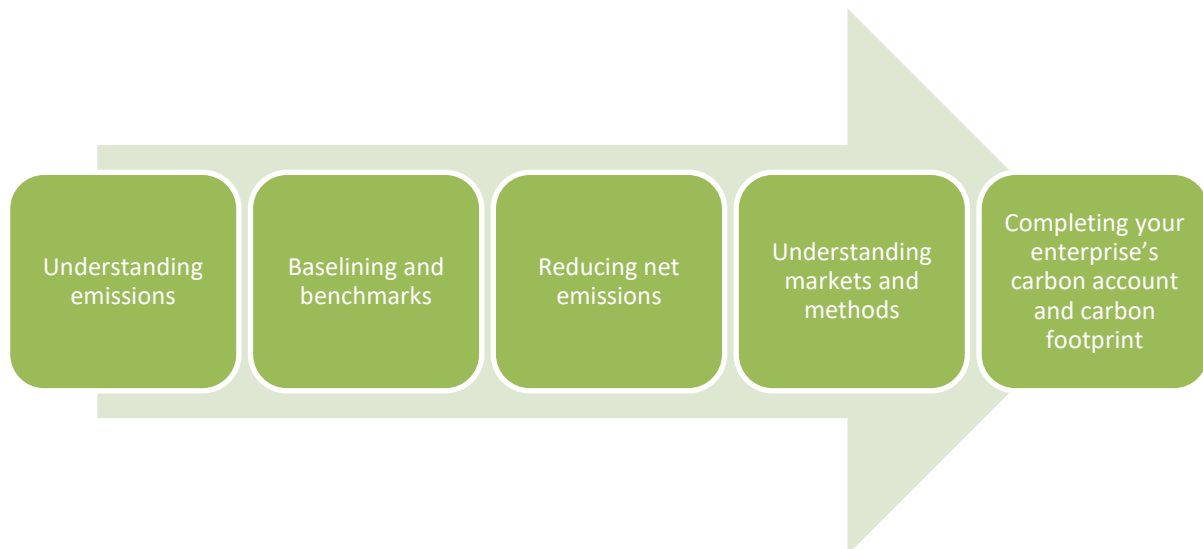 Understanding
emissions
Baselining and
benchmarks
Reducing net
emissions
Understanding
markets and
methods
Completing your
enterprise’s
carbon account
and carbon
footprint